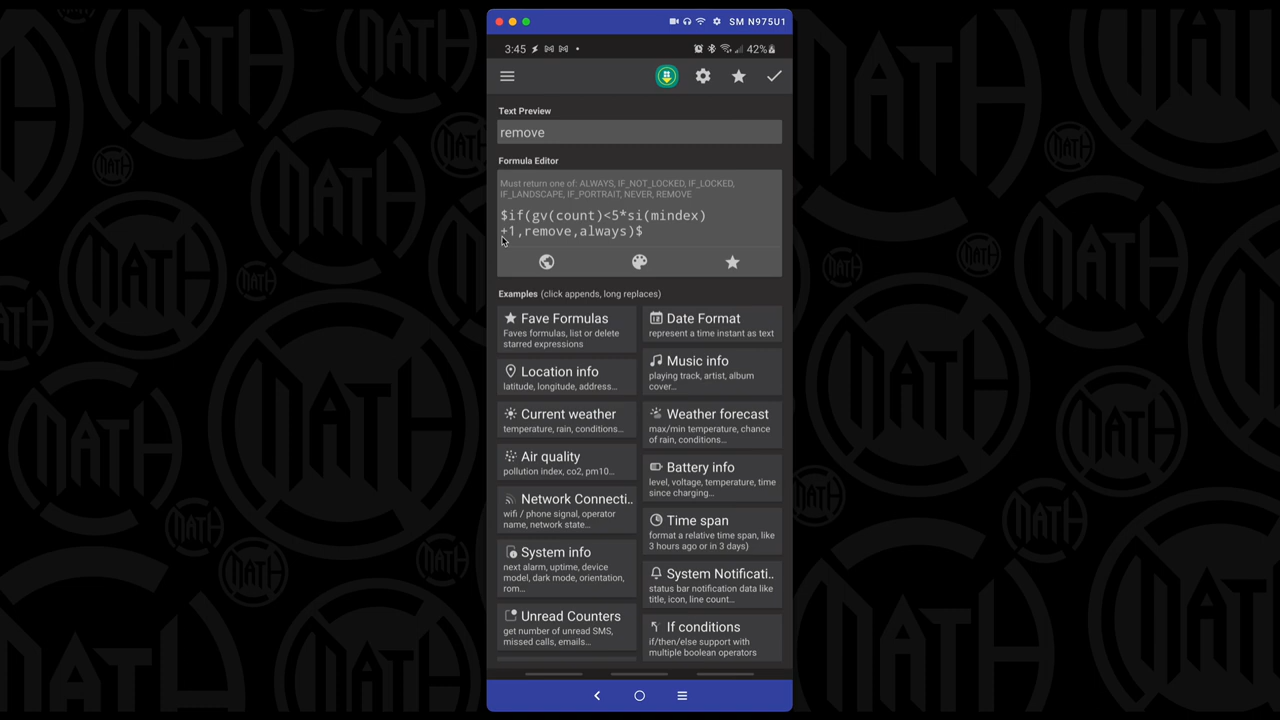 SM N975U1
3:45
42%
Text Preview
remove
Formula Editor
Must return one of: ALWAYS, IF_NOT_LOCKED, IF_LOCKED,
IF_LANDSCAPE, IF_PORTRAIT, NEVER, REMOVE
$if(gv(count)<5*si(mindex)
+1,remove,always)$
Examples (click appends, long replaces)
Fave Formulas
Faves formulas, list or delete
starred expressions
Date Format
represent a time instant as text
Location info
latitude, longitude, address...
Music info
playing track, artist, album
cover...
Current weather
temperature, rain, conditions...
Weather forecast
max/min temperature, chance
of rain, conditions...
Air quality
pollution index, co2, pm10...
Battery info
level, voltage, temperature, time
since charging...
Network Connecti..
wifi / phone signal, operator
name, network state...
Time span
format a relative time span, like
3 hours ago or in 3 days)
System info
next alarm, uptime, device
model, dark mode, orientation,
rom...
System Notificati..
status bar notification data like
title, icon, line count...
Unread Counters
get number of unread SMS,
missed calls, emails...
If conditions
if/then/else support with
multiple boolean operators